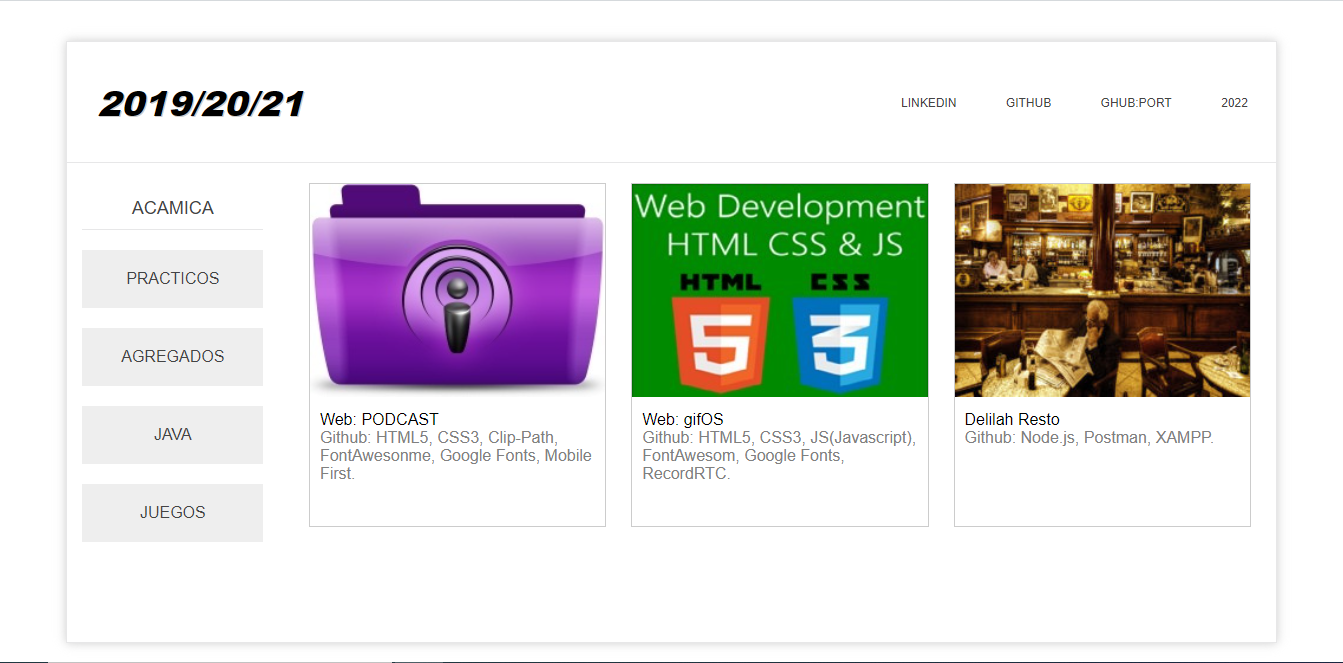 2019/20/21
LINKEDIN
GITHUB
GHUB:PORT
2022
ACAMICA
PRACTICOS
AGREGADOS
JAVA
JUEGOS
Web: PODCAST
Github: HTML5, CSS3, Clip-Path,
FontAwesonme, Google Fonts, Mobile
First.
Web Development
HTML CSS & JS
HTML CSS
5 3
Web: gifOS
Github: HTML5, CSS3, JS(Javascript),
FontAwesom, Google Fonts,
RecordRTC.
Delilah Resto
Github: Node.js, Postman, XAMPP.